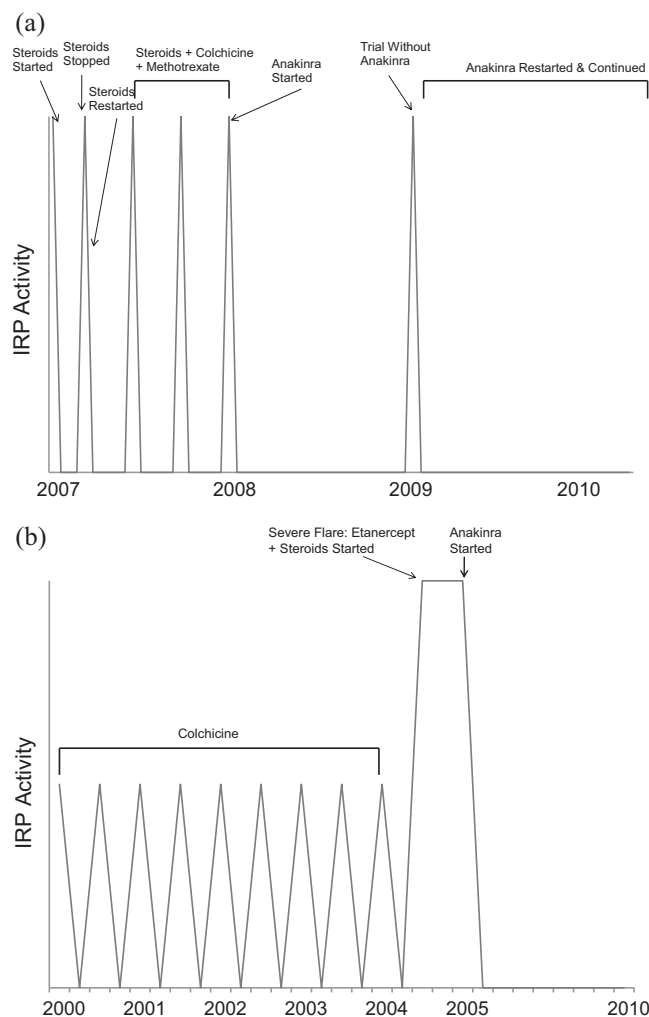 (a)
Steroids
Started
Steroids
Stopped
Steroids
Restarted
Steroids + Colchicine
+ Methotrexate
Anakinra
Started
Trial Without
Anakinra
Anakinra Restarted & Continued
IRP Activity
2007 2008 2009 2010
(b)
Severe Flare: Etanercept
+ Steroids Started
Anakinra
Started
Colchicine
IRP Activity
2000 2001 2002 2003 2004 2005 2010